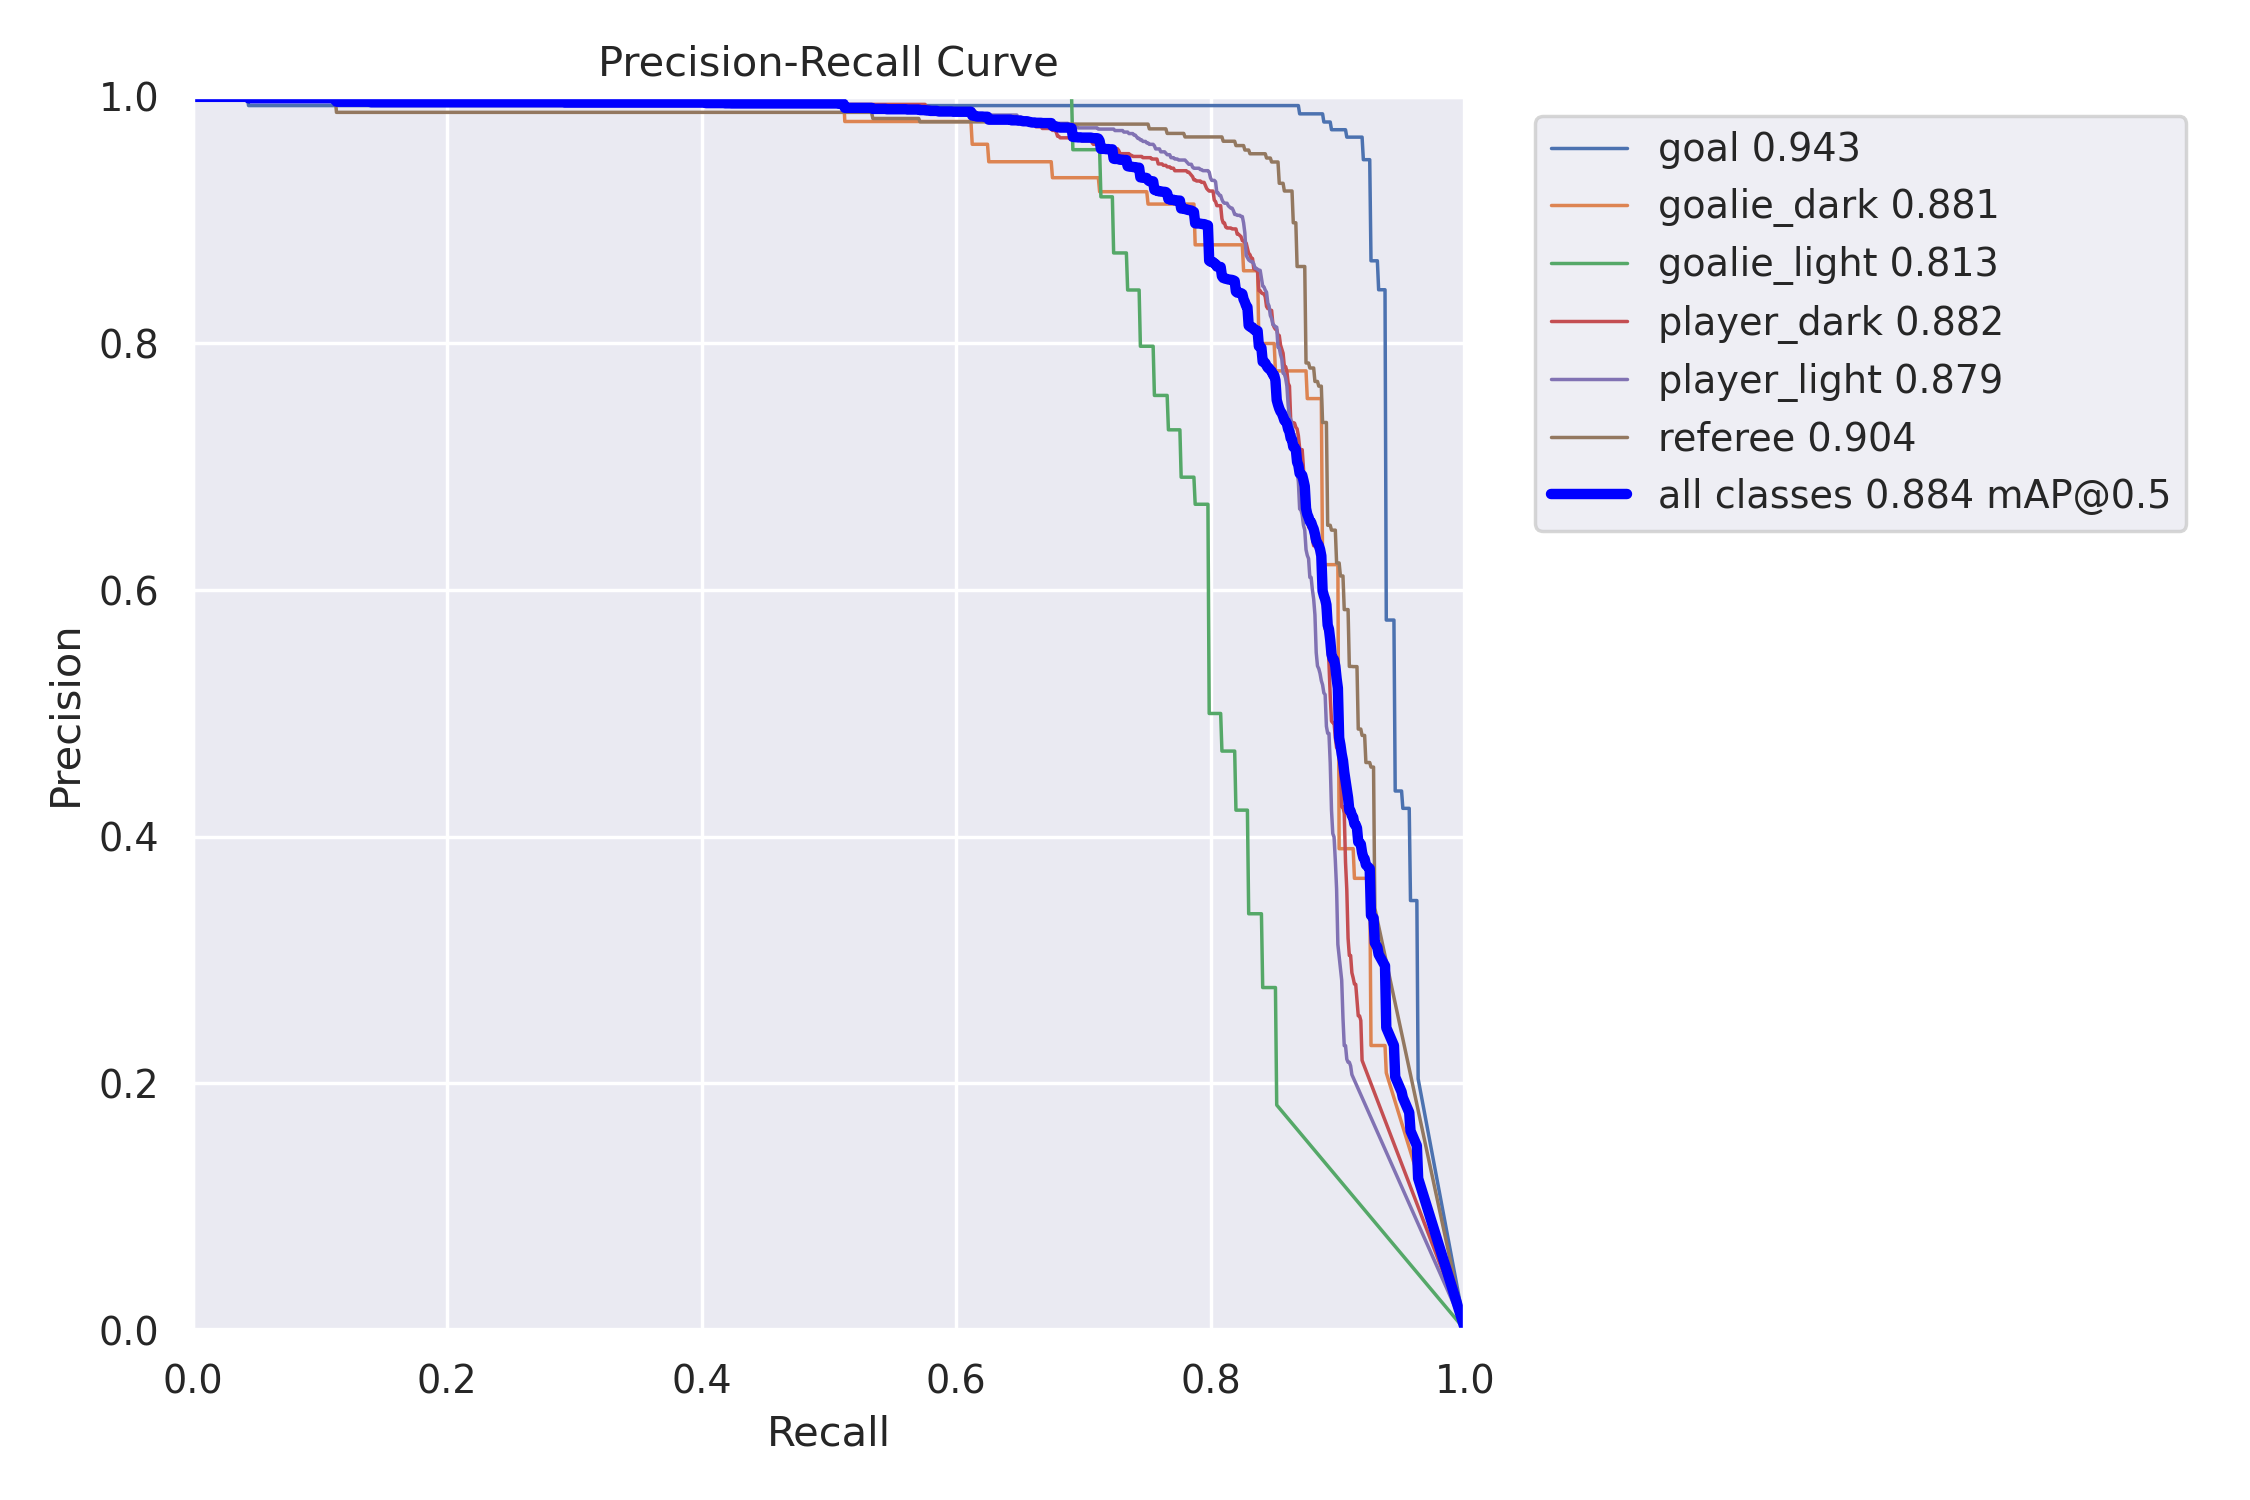 Precision-Recall Curve
1.0
0.8
0.6
0.4
0.2
0.0
Precision
0.0 0.2 0.4 0.6 0.8 1.0
Recall
goal 0.943
goalie_dark 0.881
goalie_light 0.813
player_dark 0.882
player_light 0.879
referee 0.904
all classes 0.884 mAP@0.5